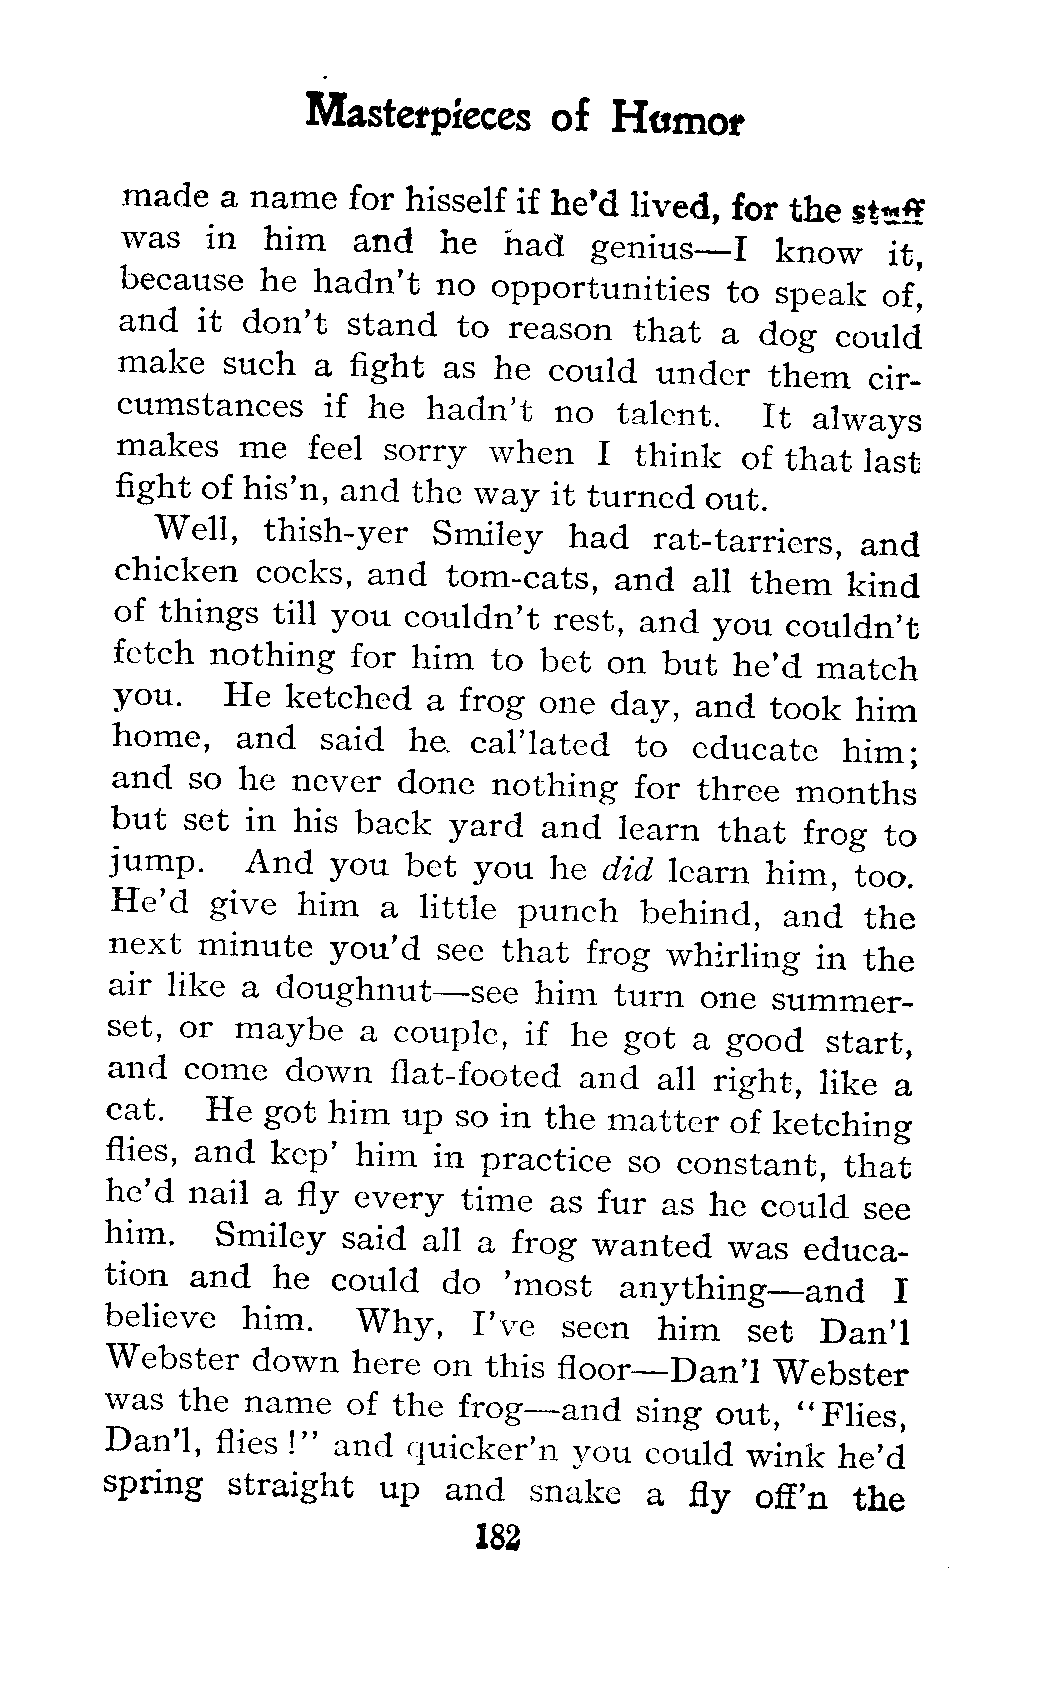 Masterpieces of Humor
made a name for hisself if he'd lived, for the stuff
was in him and he had genius—I know it,
because he hadn't no opportunities to speak of,
and it don't stand to reason that a dog could
make such a fight as he could under them cir-
cumstances if he hadn't no talent. It always
makes me feel sorry when I think of that last
fight of his'n, and the way it turned out.
Well, thish-yer Smiley had rat-tarriers, and
chicken cocks, and tom-cats, and all them kind
of things till you couldn't rest, and you couldn't
fetch nothing for him to bet on but he'd match
you. He ketched a frog one day, and took him
home, and said he cal'lated to educate him;
and so he never done nothing for three months
but set in his back yard and learn that frog to
jump. And you bet you he did learn him, too.
He'd give him a little punch behind, and the
next minute you'd see that frog whirling in the
air like a doughnut—see him turn one summer-
set, or maybe a couple, if he got a good start,
and come down flat-footed and all right, like a
cat. He got him up so in the matter of ketching
flies, and kep' him in practice so constant, that
he'd nail a fly every time as fur as he could see
him. Smiley said all a frog wanted was educa-
tion and he could do 'most anything—and I
believe him. Why, I've seen him set Dan'l
Webster down here on this floor—Dan'l Webster
was the name of the frog—and sing out, "Flies,
Dan'l, flies!" and quicker'n you could wink he'd
spring straight up and snake a fly off'n the
182